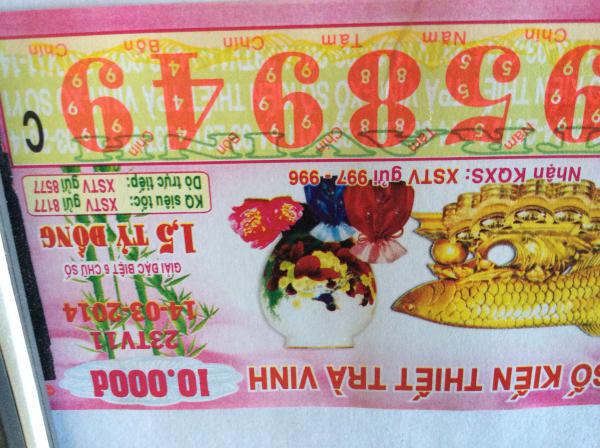 SỐ KIẾN THIẾT TRÀ VINH
10.000đ
23TV11
14-03-2014
GIẢI ĐẶC BIỆT 6 CHỮ SỐ
1,5 TỶ ĐỒNG
KQ siêu tốc: XSTV gửi 8177
Dò trực tiếp: XSTV gửi 8577
Nhận KQXS: XSTV gửi 997 - 996
958949 C
Chín Năm Tám Chín Bốn Chín